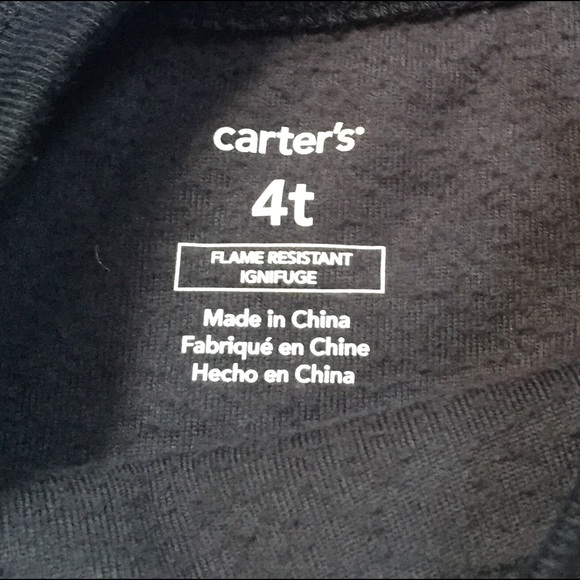 carter's
4t
FLAME RESISTANT
IGNIFUGE
Made in China
Fabriqué en Chine
Hecho en China